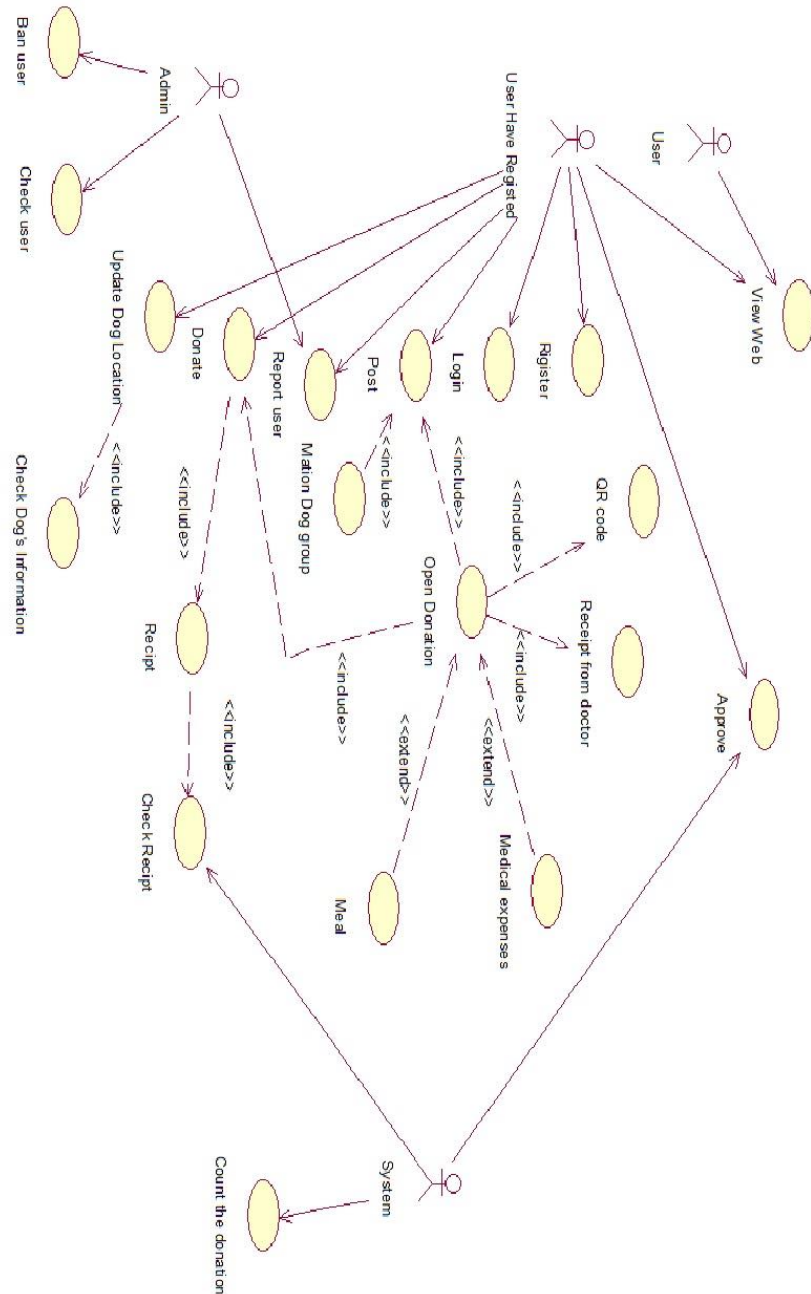 View Web
User
Approve
Rigister
Receipt from doctor
QR code
Login
User Have Registed
<<include>>
<<include>>
Medical expenses
<<extend>>
<<include>>
Open Donation
Post
<<include>>
Mation Dog group
<<extend>>
Meal
System
Report user
<<include>>
Donate
<<include>>
Recipt
<<include>>
Check Recipt
Count the donation
Admin
Update Dog Location
<<include>>
Check Dog's Information
Ban user
Check user